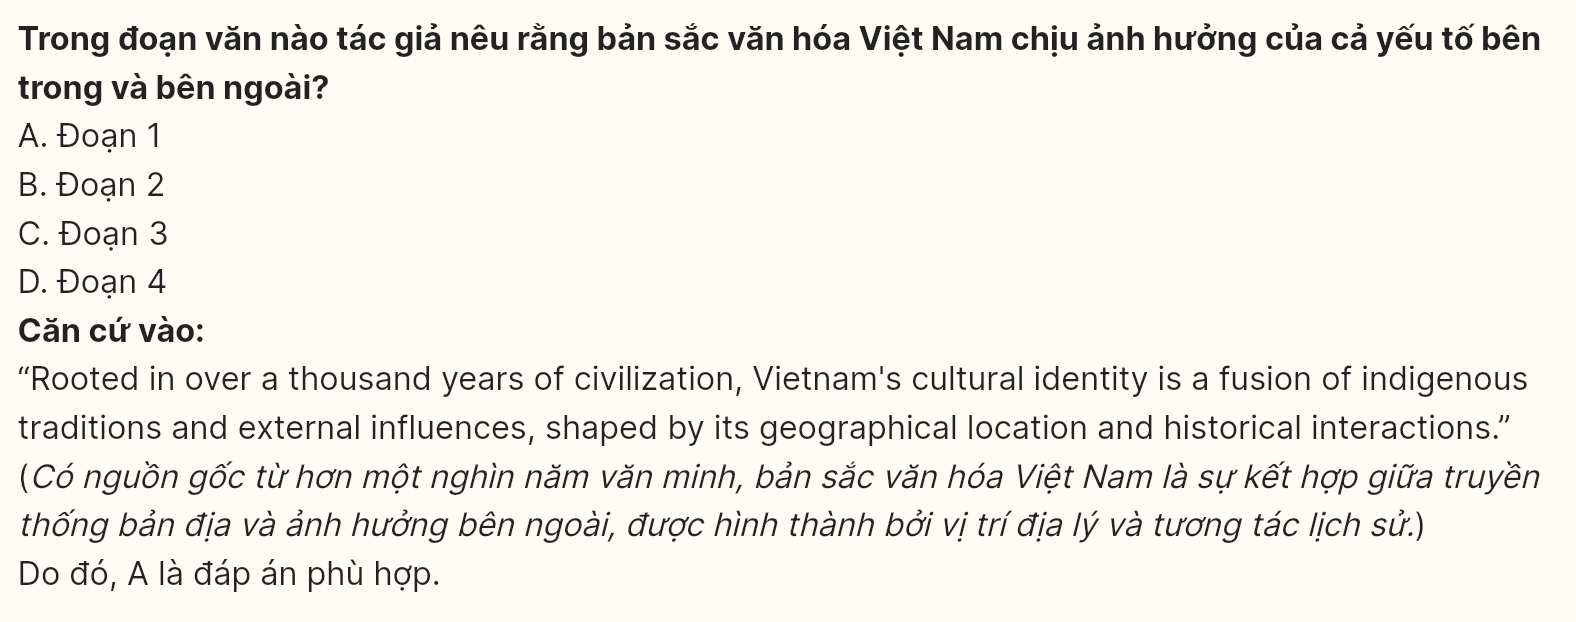 Trong đoạn văn nào tác giả nêu rằng bản sắc văn hóa Việt Nam chịu ảnh hưởng của cả yếu tố bên
trong và bên ngoài?
A. Đoạn 1
B. Đoạn 2
C. Đoạn 3
D. Đoạn 4
Căn cứ vào:
“Rooted in over a thousand years of civilization, Vietnam's cultural identity is a fusion of indigenous
traditions and external influences, shaped by its geographical location and historical interactions.”
(Có nguồn gốc từ hơn một nghìn năm văn minh, bản sắc văn hóa Việt Nam là sự kết hợp giữa truyền
thống bản địa và ảnh hưởng bên ngoài, được hình thành bởi vị trí địa lý và tương tác lịch sử.)
Do đó, A là đáp án phù hợp.